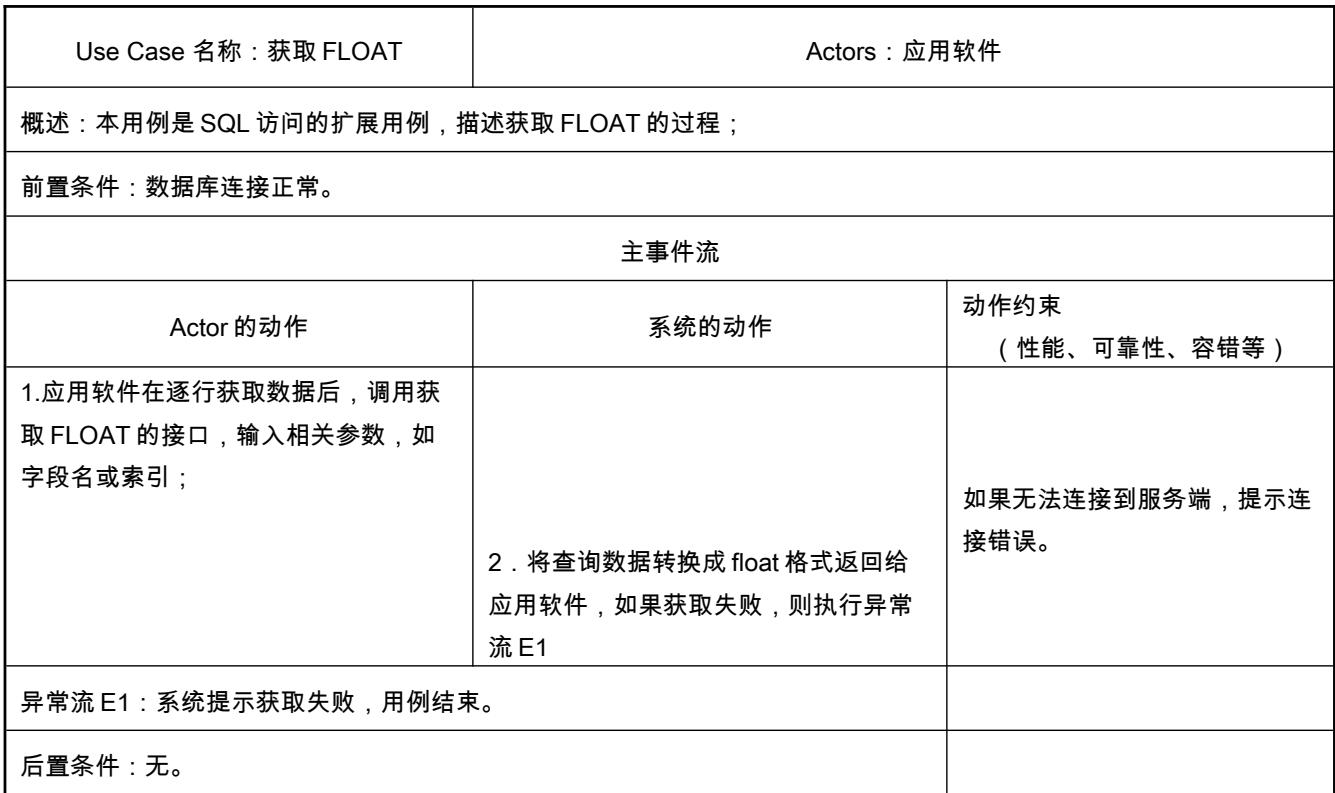 Use Case 名称：获取 FLOAT
Actors：应用软件
概述：本用例是 SQL 访问的扩展用例，描述获取 FLOAT 的过程；
前置条件：数据库连接正常。
主事件流
Actor 的动作
系统的动作
动作约束
（性能、可靠性、容错等）
1.应用软件在逐行获取数据后，调用获
取 FLOAT 的接口，输入相关参数，如
字段名或索引；
2．将查询数据转换成 float 格式返回给
应用软件，如果获取失败，则执行异常
流 E1
如果无法连接到服务端，提示连
接错误。
异常流 E1：系统提示获取失败，用例结束。
后置条件：无。